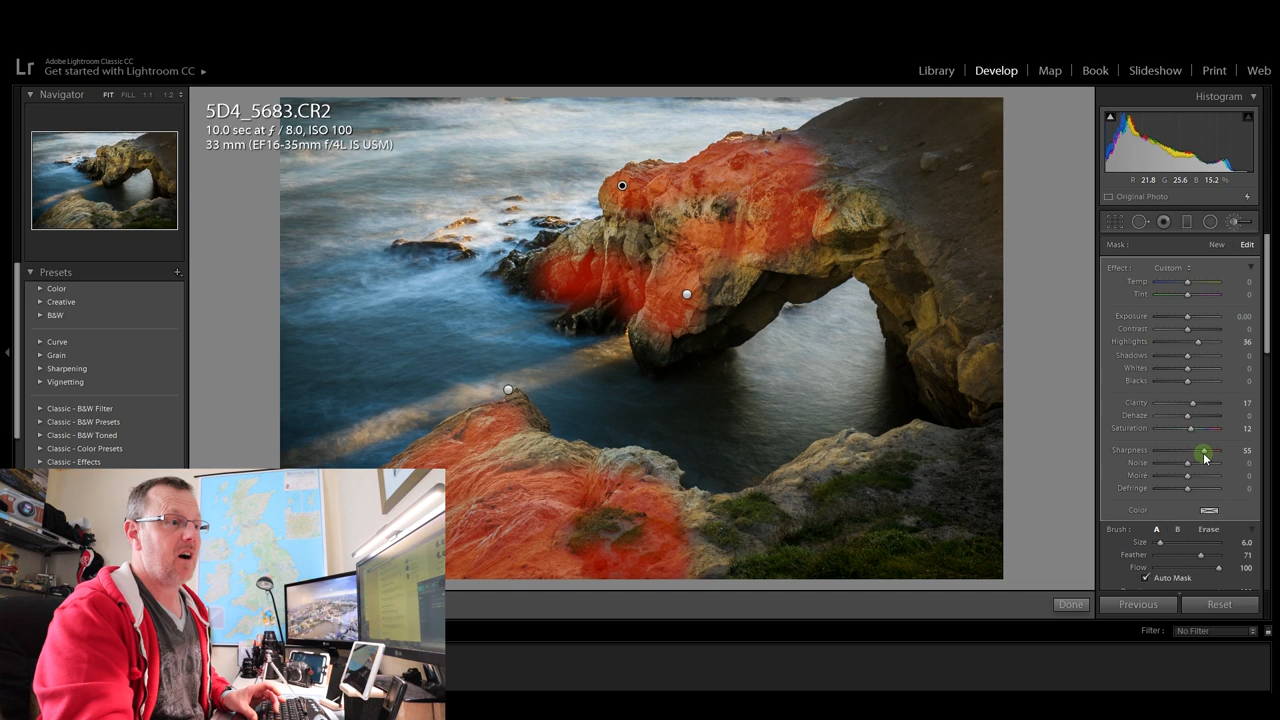 Lr
Adobe Lightroom Classic CC
Get started with Lightroom CC
Library Develop Map Book Slideshow Print Web
Navigator FIT FILL 1:1 1:2
Histogram
5D4_5683.CR2
10.0 sec at ƒ / 8.0, ISO 100
33 mm (EF16-35mm f/4L IS USM)
R 21.8 G 25.6 B 15.2 %
Original Photo
Mask : New Edit
Effect : Custom
Temp 0
Tint 0
Exposure 0.00
Contrast 0
Highlights 36
Shadows 0
Whites 0
Blacks 0
Clarity 17
Dehaze 0
Saturation 12
Sharpness 55
Noise 0
Moiré 0
Defringe 0
Color
Brush : A B Erase
Size 6.0
Feather 71
Flow 100
Auto Mask
Previous Reset
Presets
Color
Creative
B&W
Curve
Grain
Sharpening
Vignetting
Classic - B&W Filter
Classic - B&W Presets
Classic - B&W Toned
Classic - Color Presets
Classic - Effects
Done
Filter : No Filter